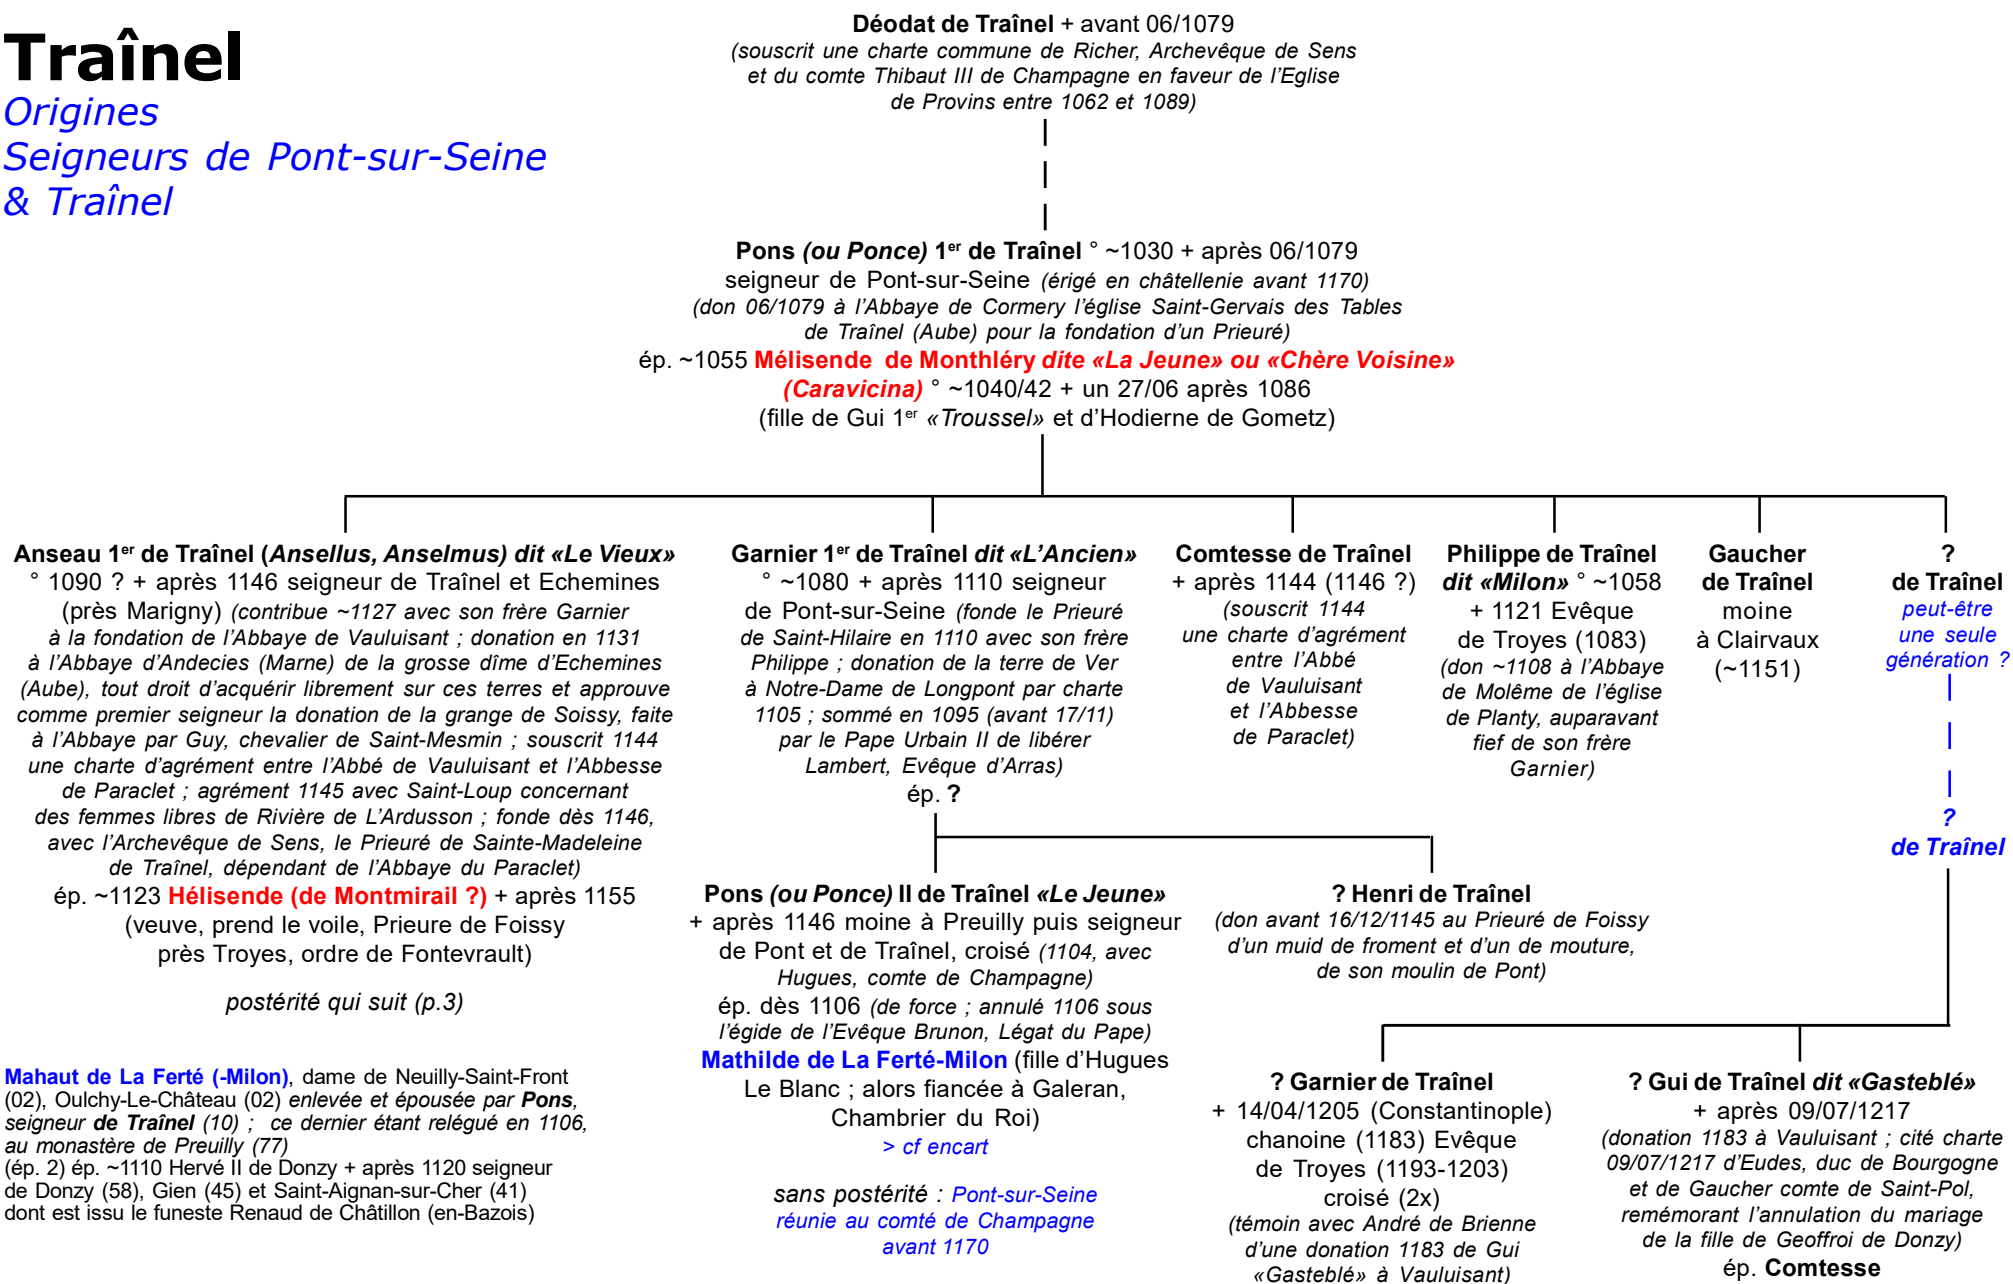 Traînel
Origines
Seigneurs de Pont-sur-Seine
& Traînel
Déodat de Traînel + avant 06/1079
(souscrit une charte commune de Richer, Archevêque de Sens
et du comte Thibaut III de Champagne en faveur de l'Eglise
de Provins entre 1062 et 1089)
Pons (ou Ponce) 1er de Traînel ° ~1030 + après 06/1079
seigneur de Pont-sur-Seine (érigé en châtellenie avant 1170)
(don 06/1079 à l'Abbaye de Cormery l'église Saint-Gervais des Tables
de Traînel (Aube) pour la fondation d'un Prieuré)
ép. ~1055 Mélisende de Monthléry dite «La Jeune» ou «Chère Voisine»
(Caravicina) ° ~1040/42 + un 27/06 après 1086
(fille de Gui 1er «Troussel» et d'Hodierne de Gometz)
Anseau 1er de Traînel (Ansellus, Anselmus) dit «Le Vieux»
° 1090 ? + après 1146 seigneur de Traînel et Echemines
(près Marigny) (contribue ~1127 avec son frère Garnier
à la fondation de l'Abbaye de Vauluisant ; donation en 1131
à l'Abbaye d'Andecies (Marne) de la grosse dîme d'Echemines
(Aube), tout droit d'acquérir librement sur ces terres et approuve
comme premier seigneur la donation de la grange de Soissy, faite
à l'Abbaye par Guy, chevalier de Saint-Mesmin ; souscrit 1144
une charte d'agrément entre l'Abbé de Vauluisant et l'Abbesse
de Paraclet ; agrément 1145 avec Saint-Loup concernant
des femmes libres de Rivière de L'Ardusson ; fonde dès 1146,
avec l'Archevêque de Sens, le Prieuré de Sainte-Madeleine
de Traînel, dépendant de l'Abbaye du Paraclet)
ép. ~1123 Hélisende (de Montmirail ?) + après 1155
(veuve, prend le voile, Prieure de Foissy
près Troyes, ordre de Fontevrault)
postérité qui suit (p.3)
Garnier 1er de Traînel dit «L'Ancien»
° ~1080 + après 1110 seigneur
de Pont-sur-Seine (fonde le Prieuré
de Saint-Hilaire en 1110 avec son frère
Philippe ; donation de la terre de Ver
à Notre-Dame de Longpont par charte
1105 ; sommé en 1095 (avant 17/11)
par le Pape Urbain II de libérer
Lambert, Evêque d'Arras)
ép. ?
Comtesse de Traînel
+ après 1144 (1146 ?)
(souscrit 1144
une charte d'agrément
entre l'Abbé
de Vauluisant
et l'Abbesse
de Paraclet)
Philippe de Traînel
dit «Milon» ° ~1058
+ 1121 Evêque
de Troyes (1083)
(don ~1108 à l'Abbaye
de Molême de l'église
de Planty, auparavant
fief de son frère
Garnier)
Gaucher
de Traînel
moine
à Clairvaux
(~1151)
?
de Traînel
peut-être
une seule
génération ?
?
de Traînel
Pons (ou Ponce) II de Traînel «Le Jeune»
+ après 1146 moine à Preuilly puis seigneur
de Pont et de Traînel, croisé (1104, avec
Hugues, comte de Champagne)
ép. dès 1106 (de force ; annulé 1106 sous
l'égide de l'Evêque Brunon, Légat du Pape)
Mathilde de La Ferté-Milon (fille d'Hugues
Le Blanc ; alors fiancée à Galeran,
Chambrier du Roi)
> cf encart
sans postérité : Pont-sur-Seine
réunie au comté de Champagne
avant 1170
? Henri de Traînel
(don avant 16/12/1145 au Prieuré de Foissy
d'un muid de froment et d'un de mouture,
de son moulin de Pont)
Mahaut de La Ferté (-Milon), dame de Neuilly-Saint-Front
(02), Oulchy-Le-Château (02) enlevée et épousée par Pons,
seigneur de Traînel (10) ; ce dernier étant relégué en 1106,
au monastère de Preuilly (77)
(ép. 2) ép. ~1110 Hervé II de Donzy + après 1120 seigneur
de Donzy (58), Gien (45) et Saint-Aignan-sur-Cher (41)
dont est issu le funeste Renaud de Châtillon (en-Bazois)
? Garnier de Traînel
+ 14/04/1205 (Constantinople)
chanoine (1183) Evêque
de Troyes (1193-1203)
croisé (2x)
(témoin avec André de Brienne
d'une donation 1183 de Gui
«Gasteblé» à Vauluisant)
? Gui de Traînel dit «Gasteblé»
+ après 09/07/1217
(donation 1183 à Vauluisant ; cité charte
09/07/1217 d'Eudes, duc de Bourgogne
et de Gaucher comte de Saint-Pol,
remémorant l'annulation du mariage
de la fille de Geoffroi de Donzy)
ép. Comtesse